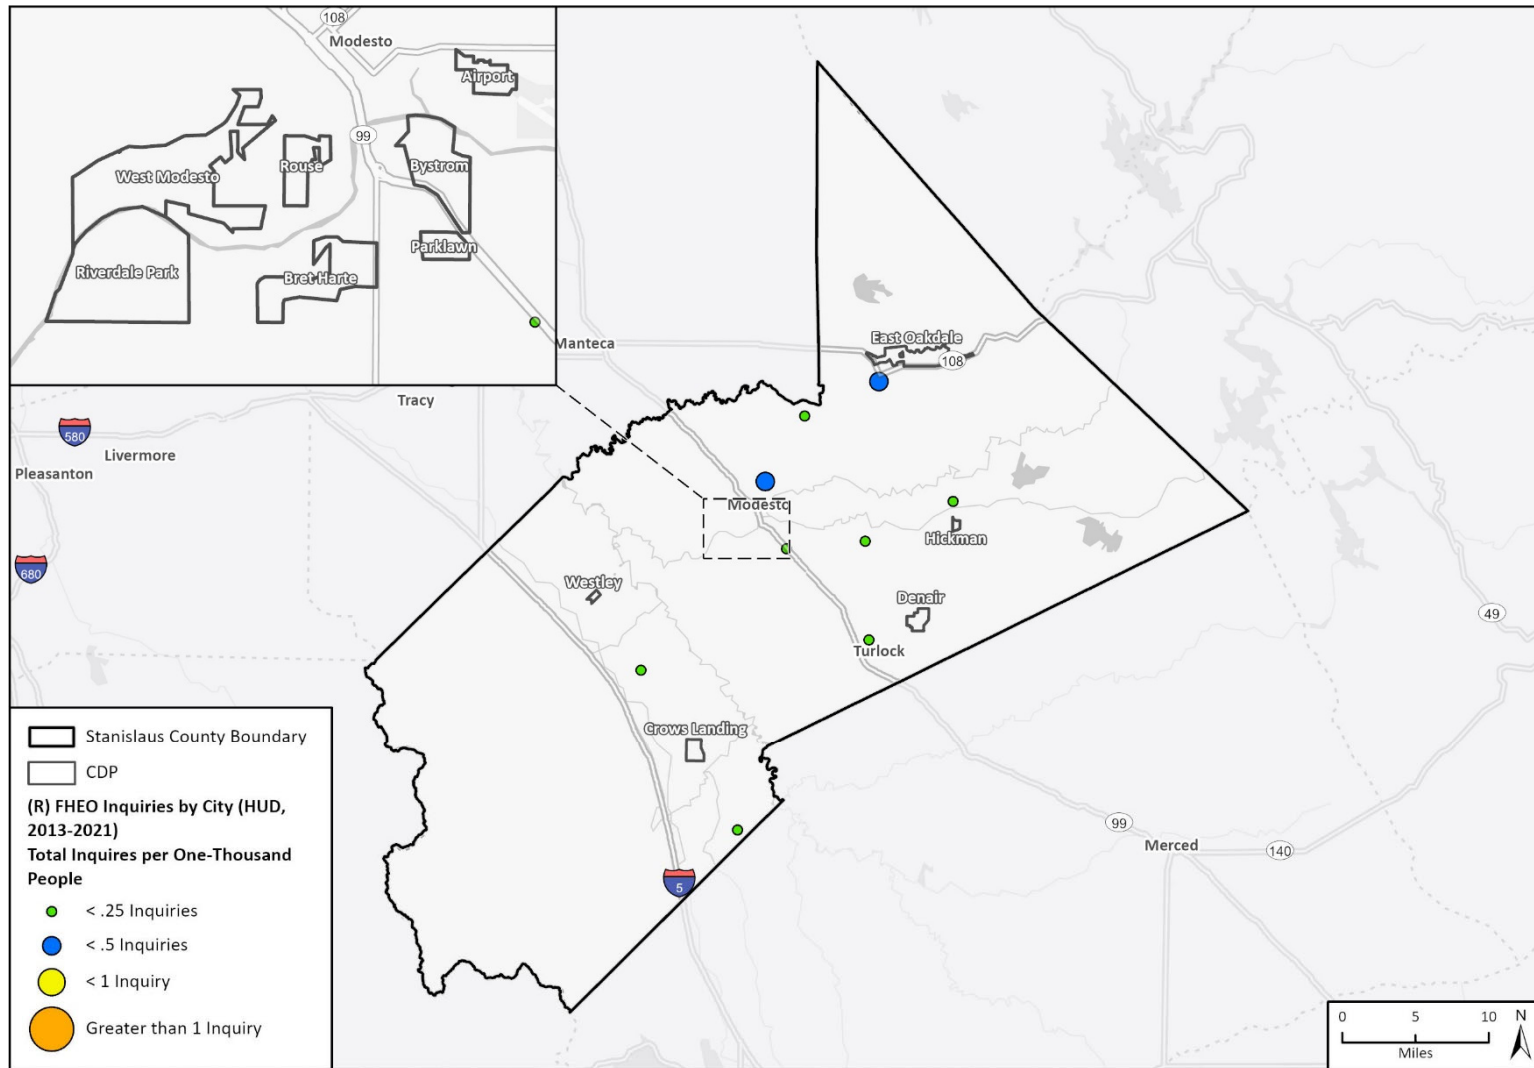 108
Modesto
Airport
99
West Modesto
Rouse
Bystrom
Parklawn
Riverdale Park
Bret Harte
Manteca
East Oakdale
108
Tracy
580
Livermore
Pleasanton
Modesto
Hickman
680
Westley
Denair
49
Turlock
Crows Landing
99
Merced
140
5
Stanislaus County Boundary
CDP
(R) FHEO Inquiries by City (HUD,
2013-2021)
Total Inquires per One-Thousand
People
< .25 Inquiries
< .5 Inquiries
< 1 Inquiry
Greater than 1 Inquiry
0 5 10 N
Miles